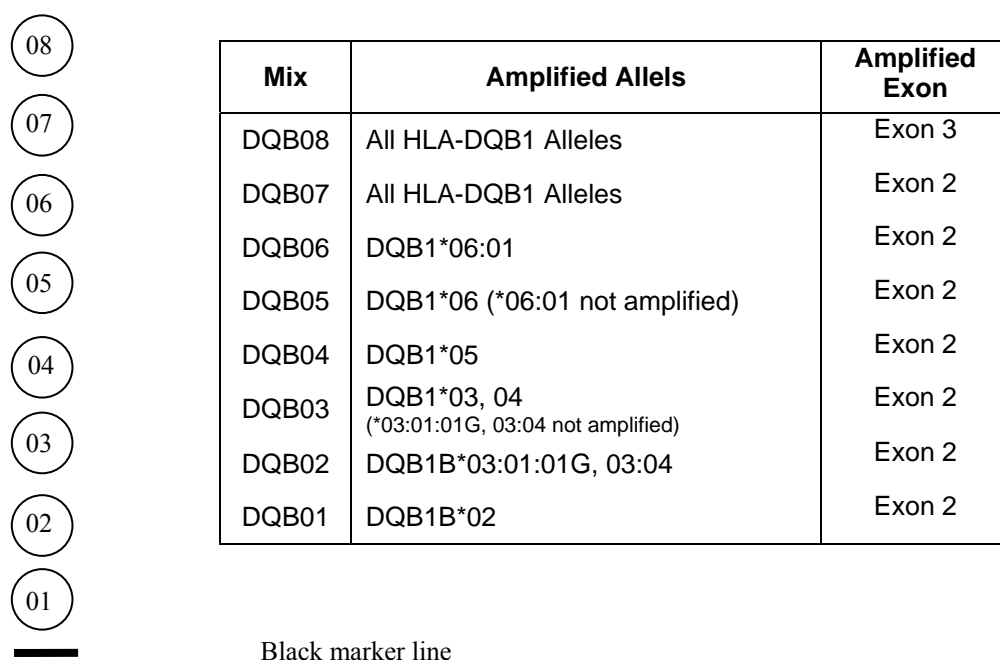 08
07
06
05
04
03
02
01
Mix Amplified Allels Amplified
Exon
DQB08 All HLA-DQB1 Alleles Exon 3
DQB07 All HLA-DQB1 Alleles Exon 2
DQB06 DQB1*06:01 Exon 2
DQB05 DQB1*06 (*06:01 not amplified) Exon 2
DQB04 DQB1*05 Exon 2
DQB03 DQB1*03, 04 Exon 2
(*03:01:01G, 03:04 not amplified)
DQB02 DQB1B*03:01:01G, 03:04 Exon 2
DQB01 DQB1B*02 Exon 2
Black marker line